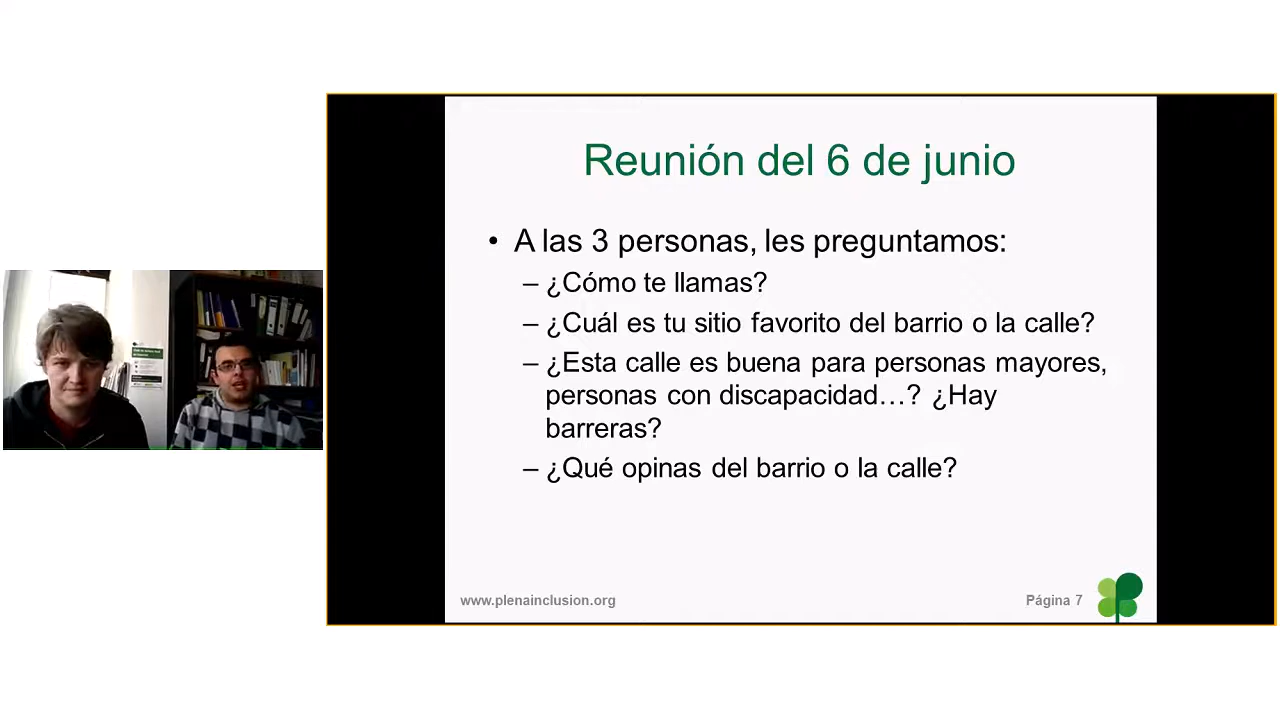 Reunión del 6 de junio
• A las 3 personas, les preguntamos:
– ¿Cómo te llamas?
– ¿Cuál es tu sitio favorito del barrio o la calle?
– ¿Esta calle es buena para personas mayores,
personas con discapacidad…? ¿Hay
barreras?
– ¿Qué opinas del barrio o la calle?
www.plenainclusion.org
Página 7